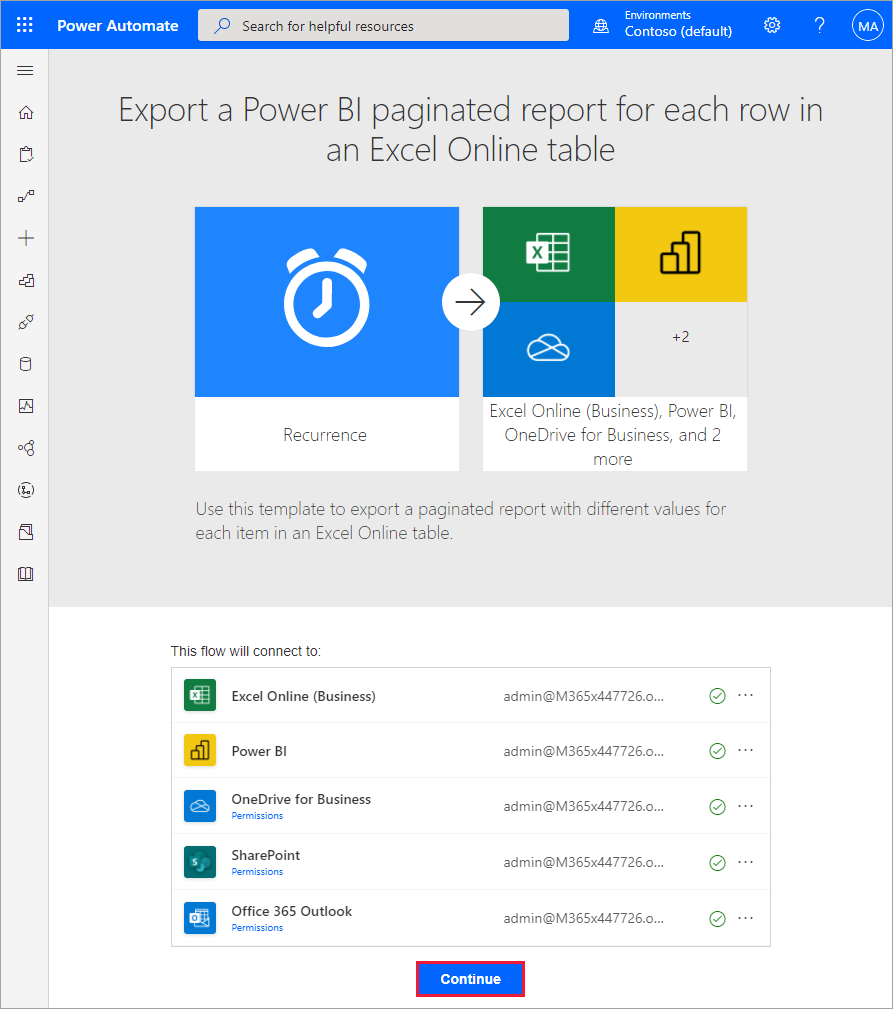 Power Automate
Search for helpful resources
Environments
Contoso (default)
?
MA
Export a Power BI paginated report for each row in
an Excel Online table
+2
Recurrence
Excel Online (Business), Power BI,
OneDrive for Business, and 2
more
Use this template to export a paginated report with different values for
each item in an Excel Online table.
This flow will connect to:
Excel Online (Business) admin@M365x447726.o... ...
Power BI admin@M365x447726.o... ...
OneDrive for Business
Permissions
admin@M365x447726.o... ...
SharePoint
Permissions
admin@M365x447726.o... ...
Office 365 Outlook
Permissions
admin@M365x447726.o... ...
Continue